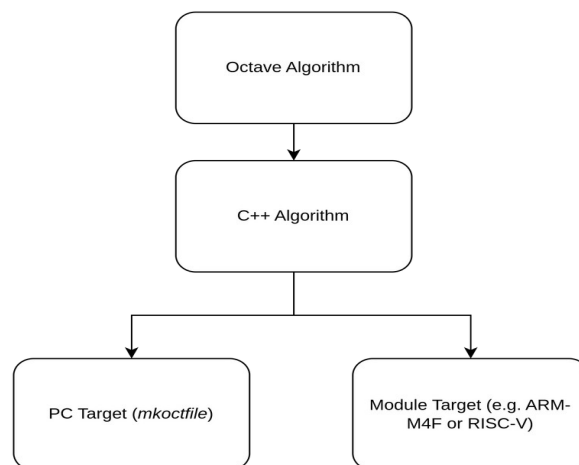 Octave Algorithm
C++ Algorithm
PC Target (mkoctfile)
Module Target (e.g. ARM-
M4F or RISC-V)